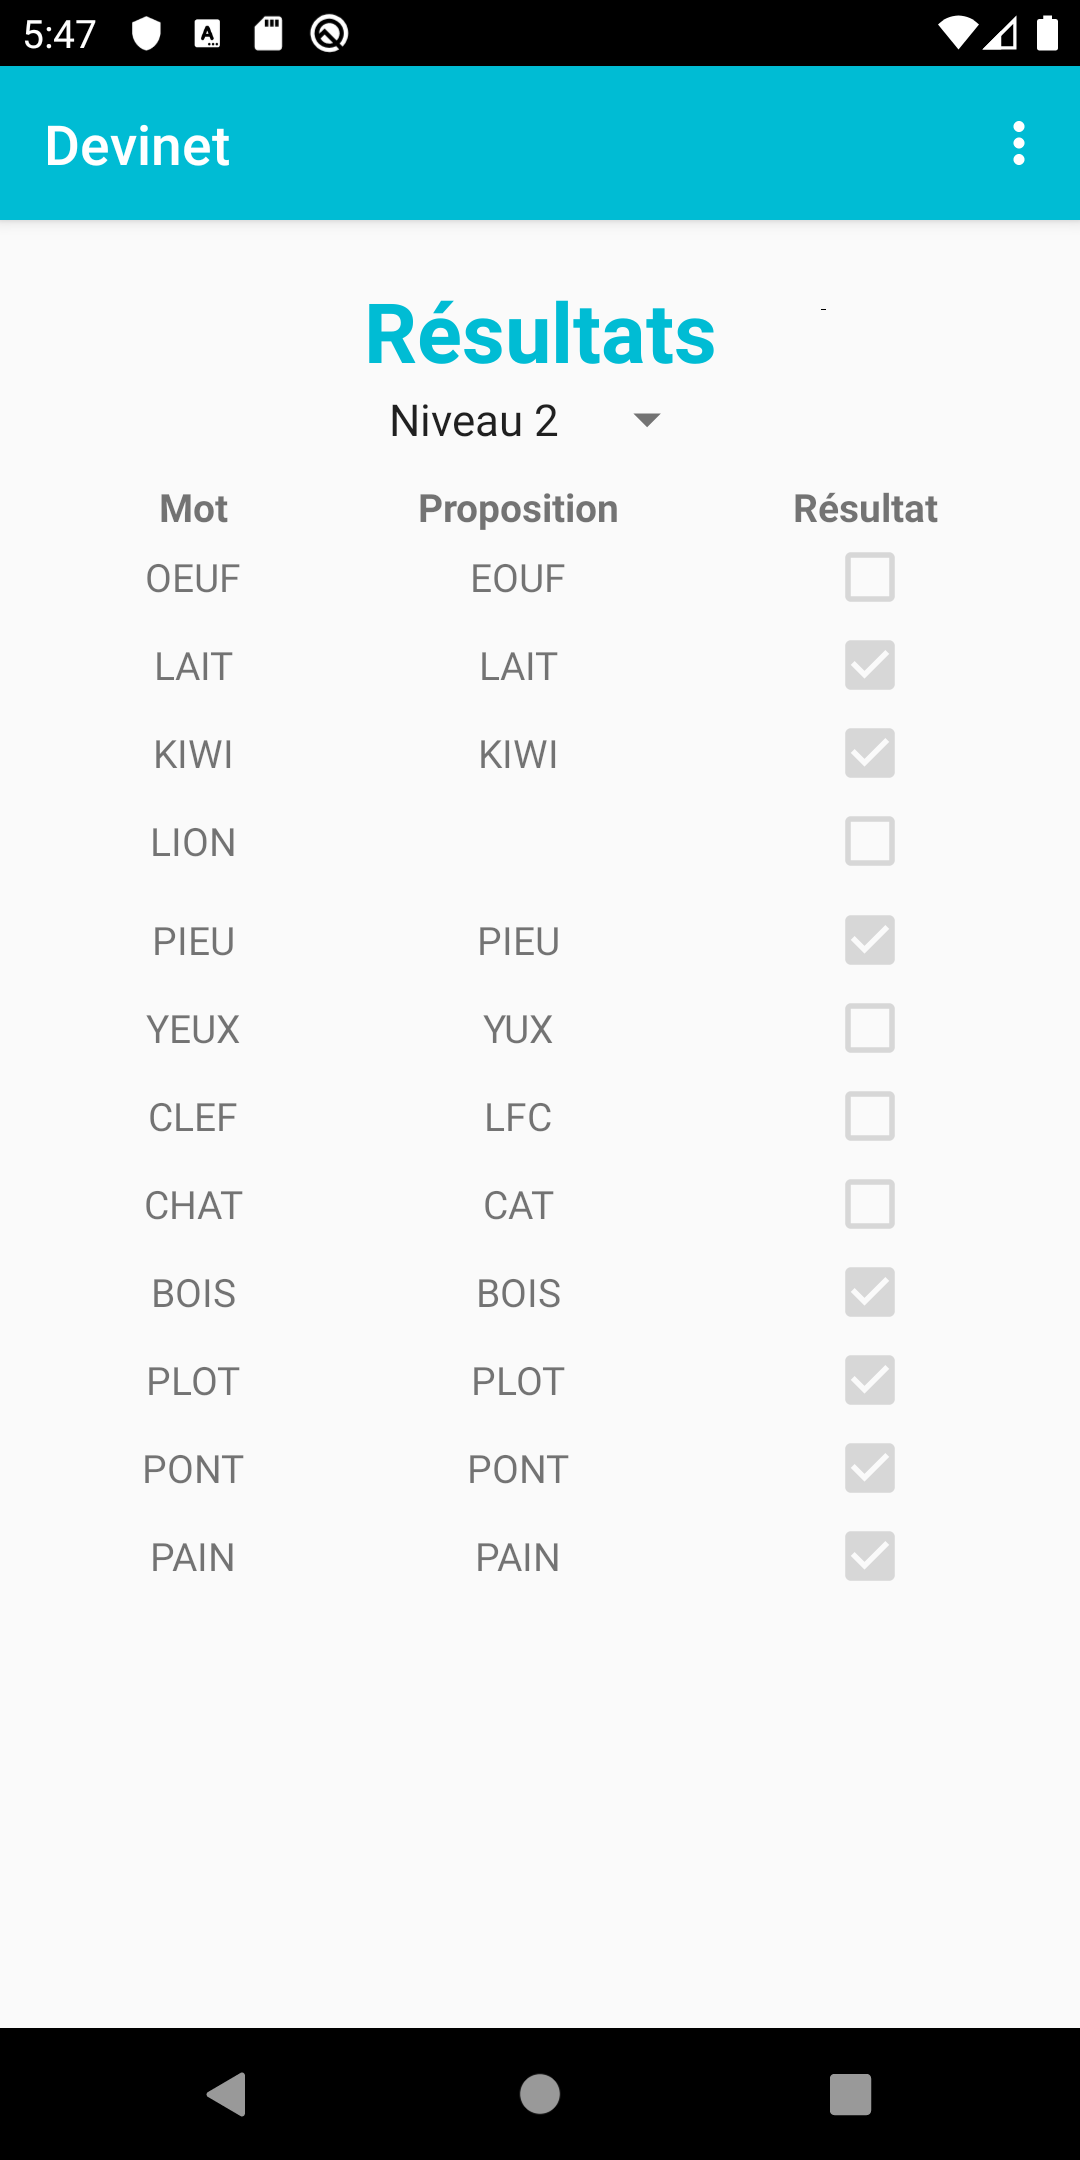 5:47
Devinet
Résultats
Niveau 2
Mot Proposition Résultat
OEUF EOUF
LAIT LAIT
KIWI KIWI
LION
PIEU PIEU
YEUX YUX
CLEF LFC
CHAT CAT
BOIS BOIS
PLOT PLOT
PONT PONT
PAIN PAIN